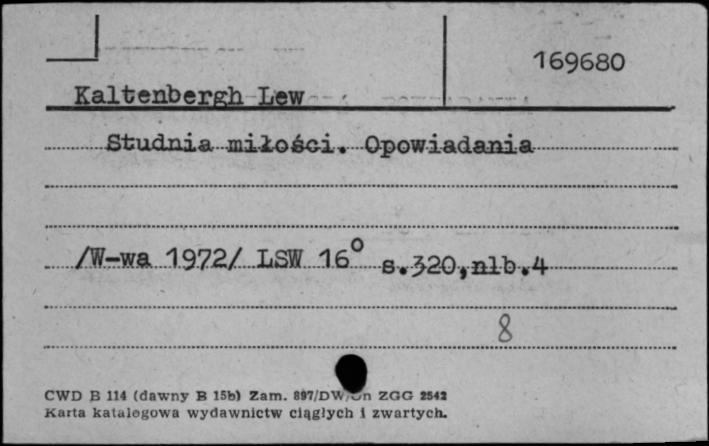 169680
Kaltenbergh Lew
Studnia miłości. Opowiadania
/W-wa 1972/ LSW 16° s.320,nlb.4
8
CWD B 114 (dawny B 15b) Zam. 897/DW/Gn ZGG 2542
Karta katalogowa wydawnictw ciągłych i zwartych.